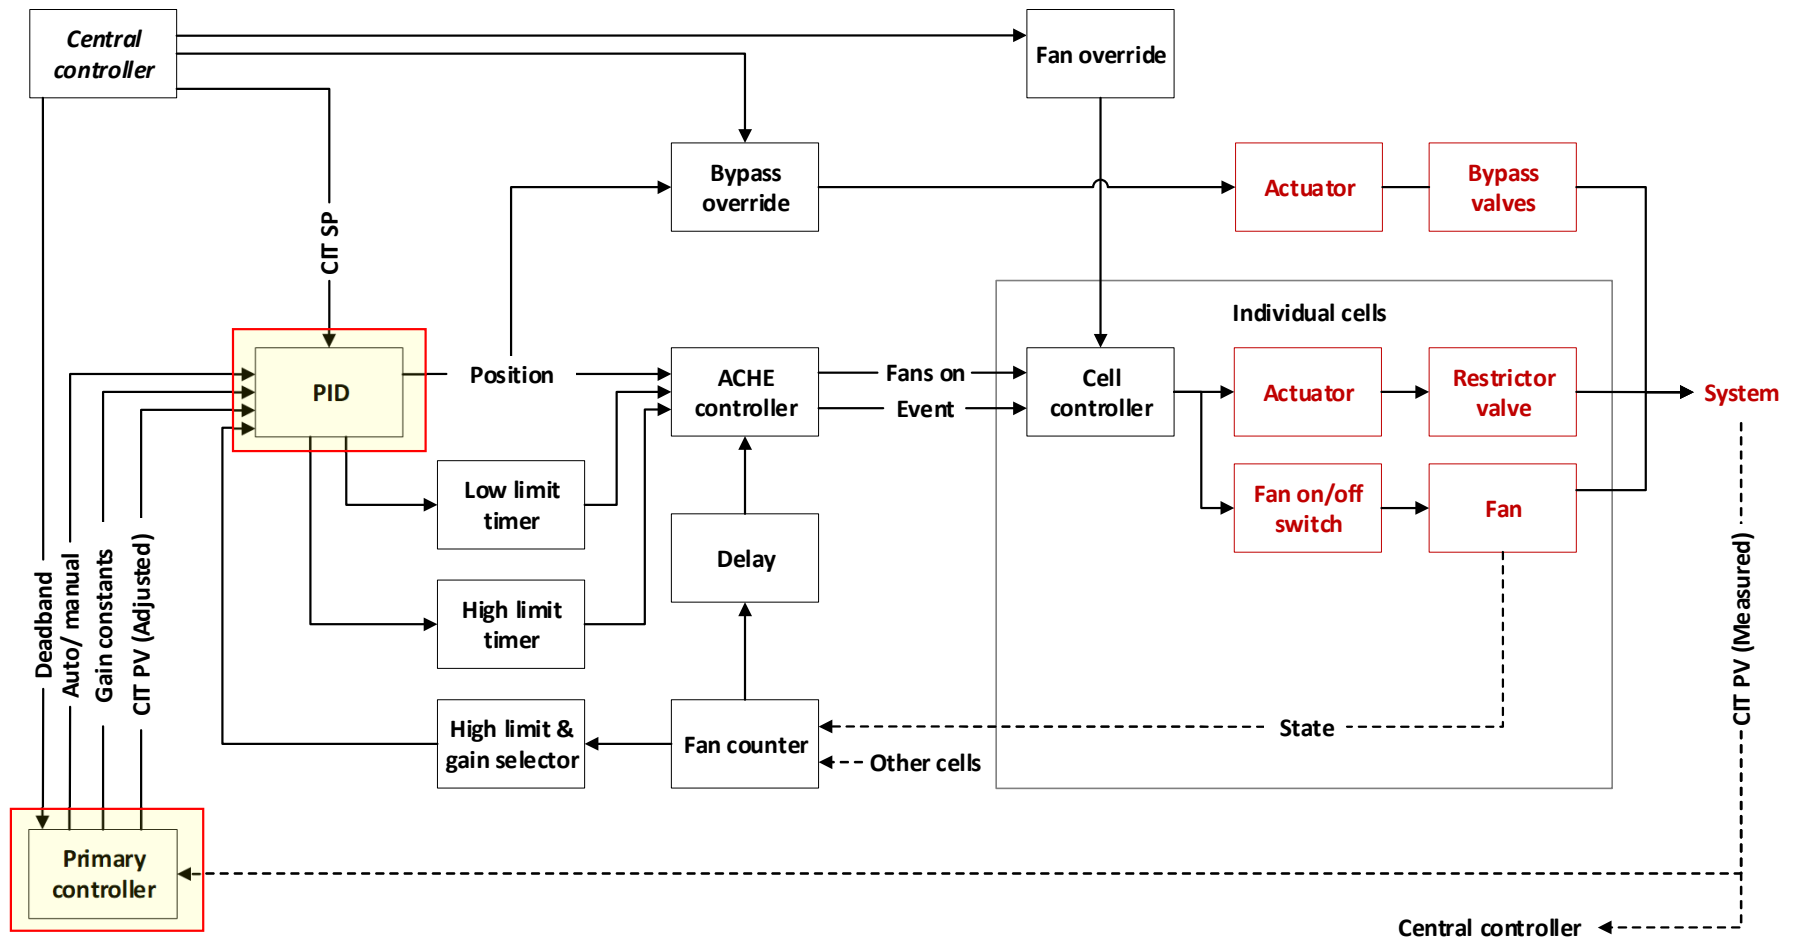 Central
controller
Fan override
Bypass
override
Actuator
Bypass
valves
CIT SP
Individual cells
PID
Position
ACHE
controller
Fans on
Event
Cell
controller
Actuator
Restrictor
valve
System
Low limit
timer
Fan on/off
switch
Fan
Delay
High limit
timer
Deadband
Auto/ manual
Gain constants
CIT PV (Adjusted)
CIT PV (Measured)
High limit &
gain selector
Fan counter
State
Other cells
Primary
controller
Central controller